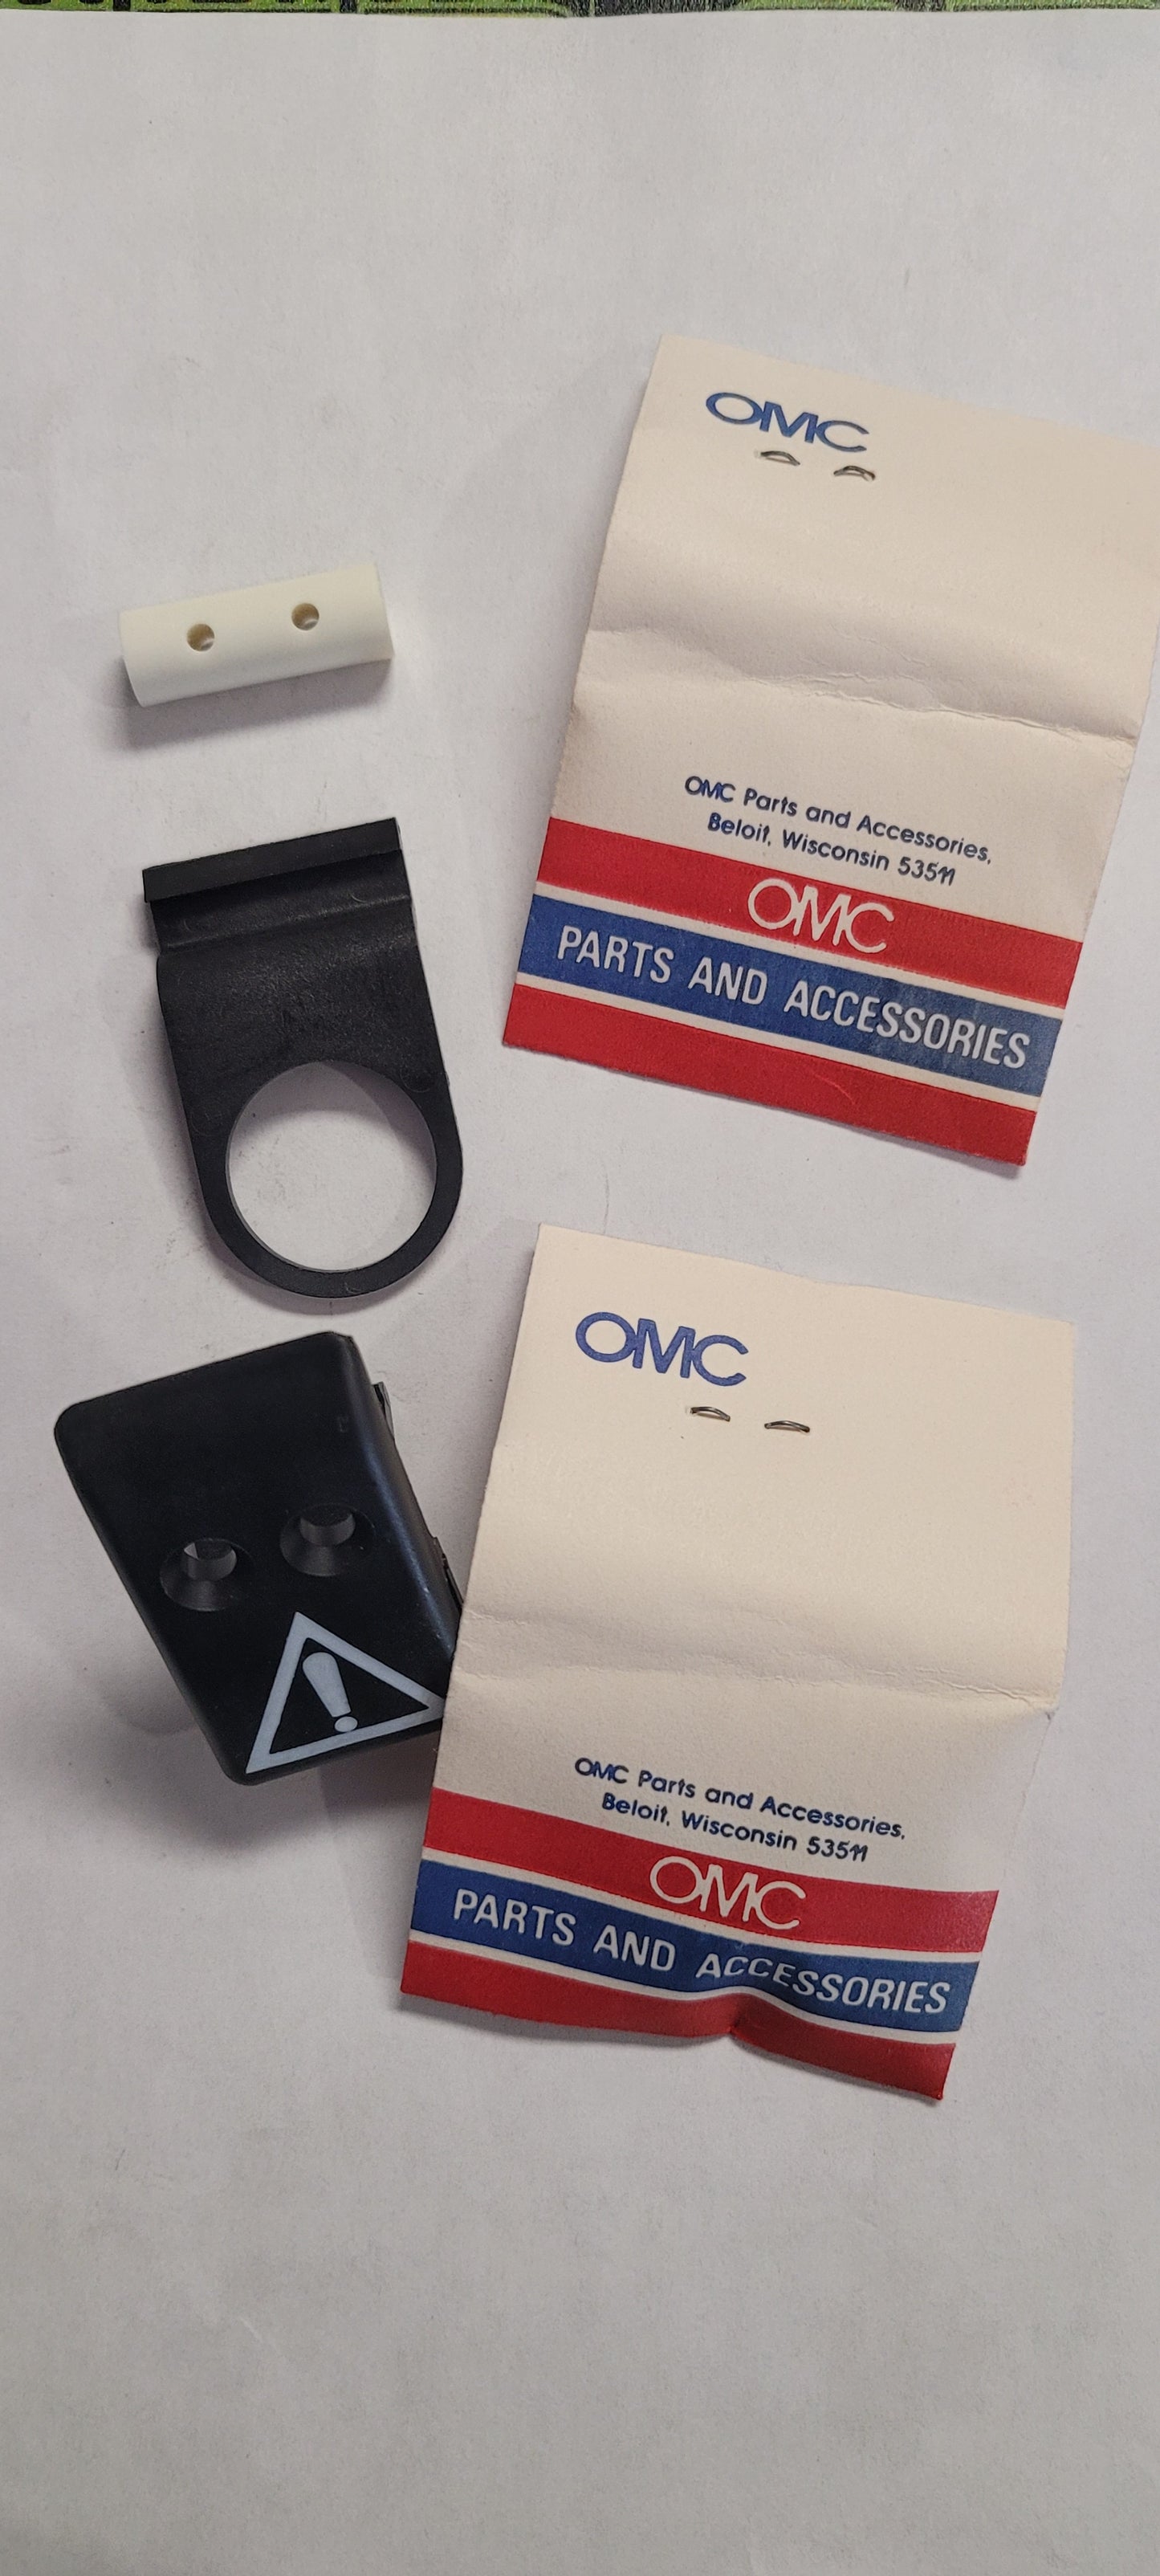 OMC
OMC Parts and Accessories,
Beloit, Wisconsin 53511
OMC
PARTS AND ACCESSORIES
OMC
OMC Parts and Accessories,
Beloit, Wisconsin 53511
OMC
PARTS AND ACCESSORIES
!